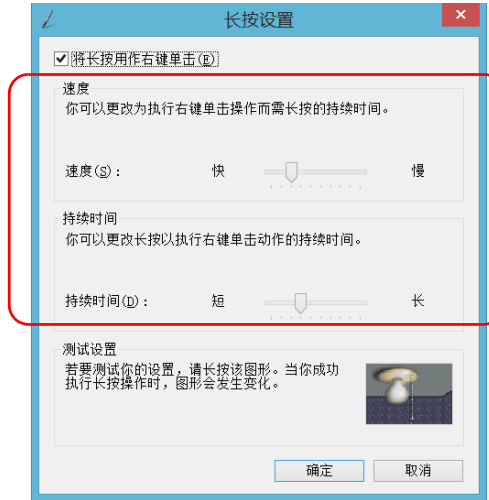 长按设置
将长按用作右键单击(E)
速度
你可以更改为执行右键单击操作而需长按的持续时间。
速度(S): 快 慢
持续时间
你可以更改长按以执行右键单击动作的持续时间。
持续时间(D): 短 长
测试设置
若要测试你的设置，请长按该图形。当你成功
执行长按操作时，图形会发生变化。
确定 取消